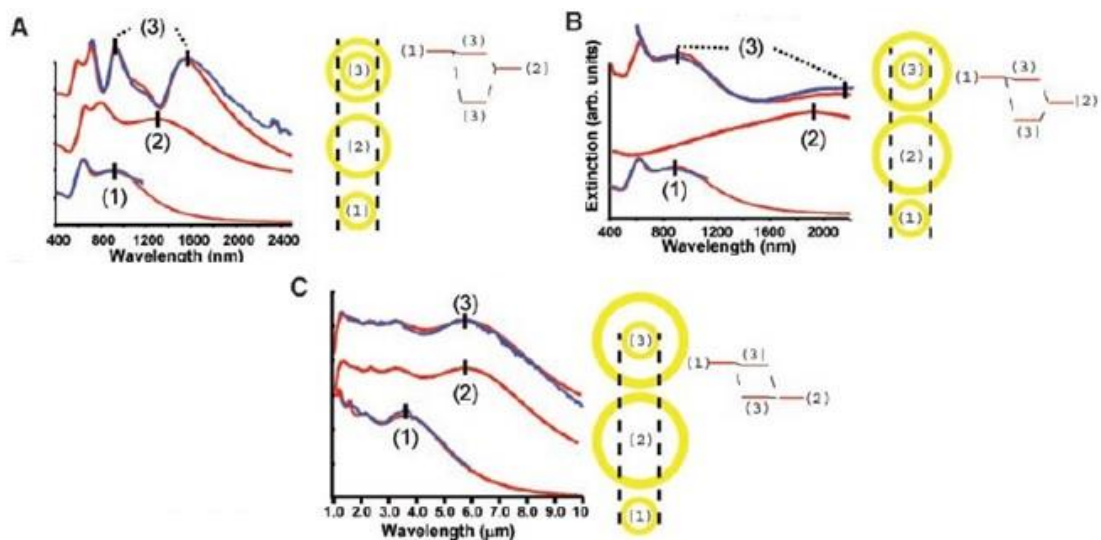 A
(3)
(2)
(1)
400 800 1200 1600 2000 2400
Wavelength (nm)
(3)
(2)
(1)
(1) (3) (2)
(3)
B
Extinction (arb. units)
(3)
(2)
(1)
400 1200 2000
Wavelength (nm)
(3)
(2)
(1)
(1) (3) (2)
(3)
C
(3)
(2)
(1)
1.0 2.0 3.0 4.0 5.0 6.0 7.0 8.0 9.0 10
Wavelength (μm)
(3)
(2)
(1)
(1) (3)
(3) (2)